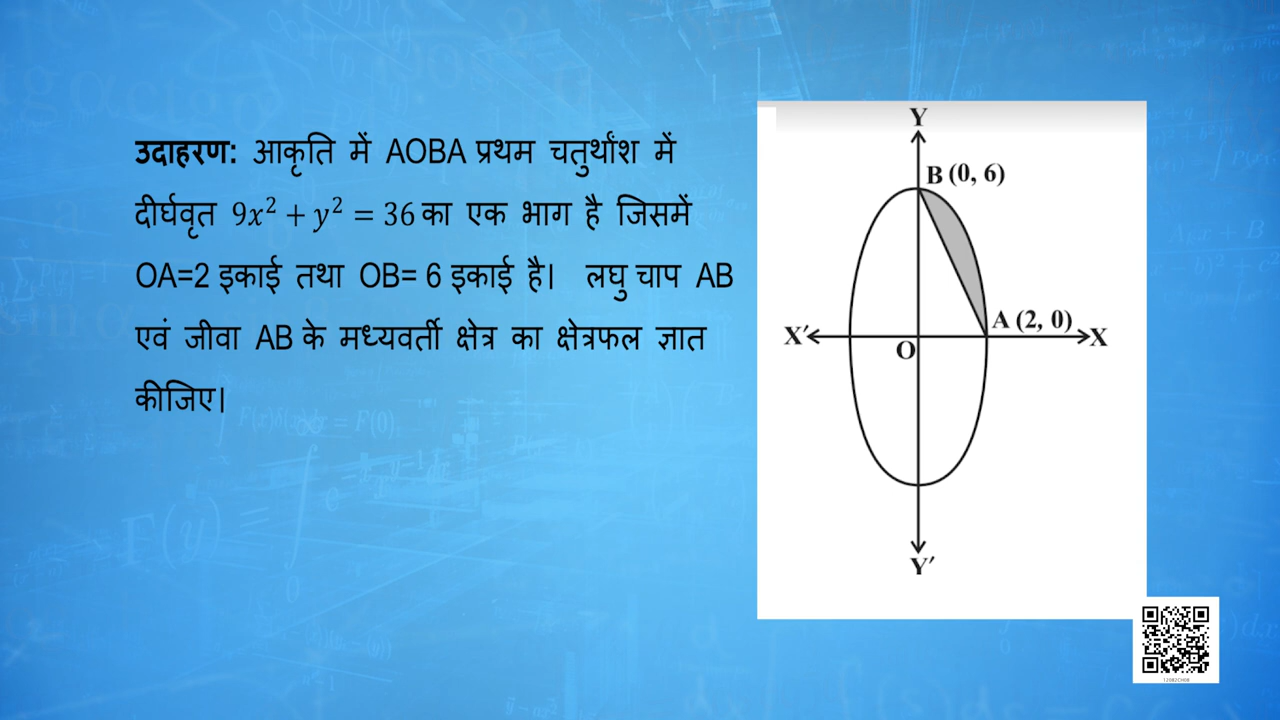 उदाहरण: आकृति में AOBA प्रथम चतुर्थांश में
दीर्घवृत 9x² + y² = 36 का एक भाग है जिसमें
OA=2 इकाई तथा OB= 6 इकाई है। लघु चाप AB
एवं जीवा AB के मध्यवर्ती क्षेत्र का क्षेत्रफल ज्ञात
कीजिए।
Y
B (0, 6)
A (2, 0)
X′
X
O
Y′